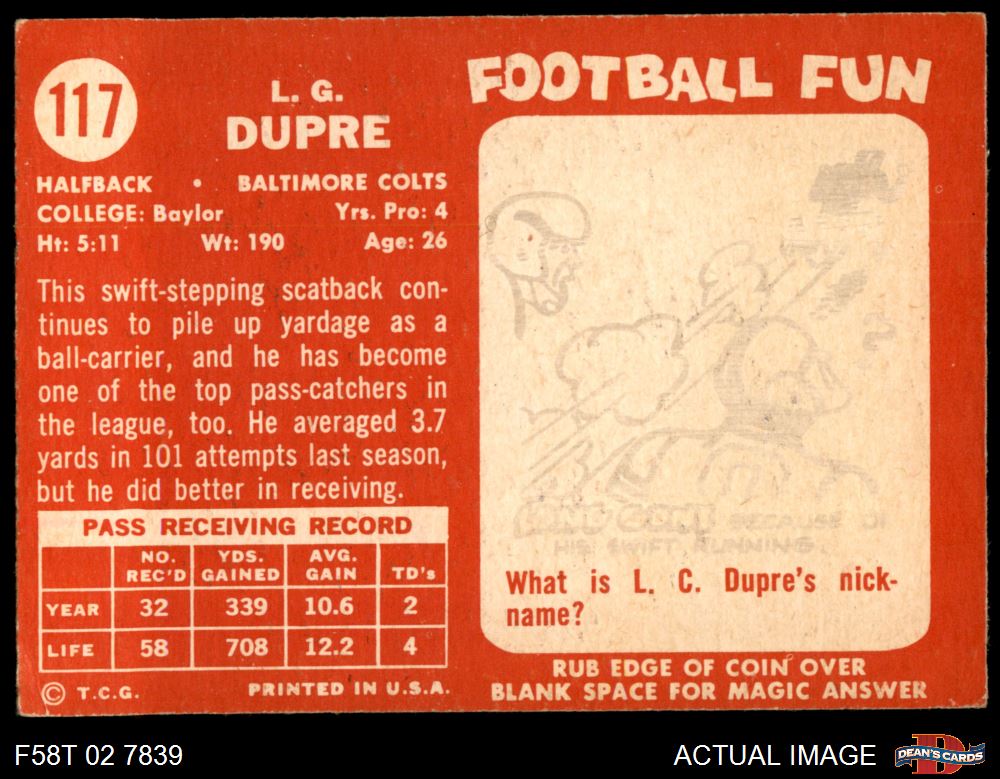 117
L. G.
DUPRE
HALFBACK • BALTIMORE COLTS
COLLEGE: Baylor Yrs. Pro: 4
Ht: 5:11 Wt: 190 Age: 26
This swift-stepping scatback con-
tinues to pile up yardage as a
ball-carrier, and he has become
one of the top pass-catchers in
the league, too. He averaged 3.7
yards in 101 attempts last season,
but he did better in receiving.
PASS RECEIVING RECORD
NO. REC'D YDS. GAINED AVG. GAIN TD's
YEAR 32 339 10.6 2
LIFE 58 708 12.2 4
© T.C.G. PRINTED IN U.S.A.
FOOTBALL FUN
BECAUSE OF
HIS SWIFT RUNNING.
What is L. C. Dupre's nick-
name?
RUB EDGE OF COIN OVER
BLANK SPACE FOR MAGIC ANSWER
F58T 02 7839
ACTUAL IMAGE
DEAN'S CARDS